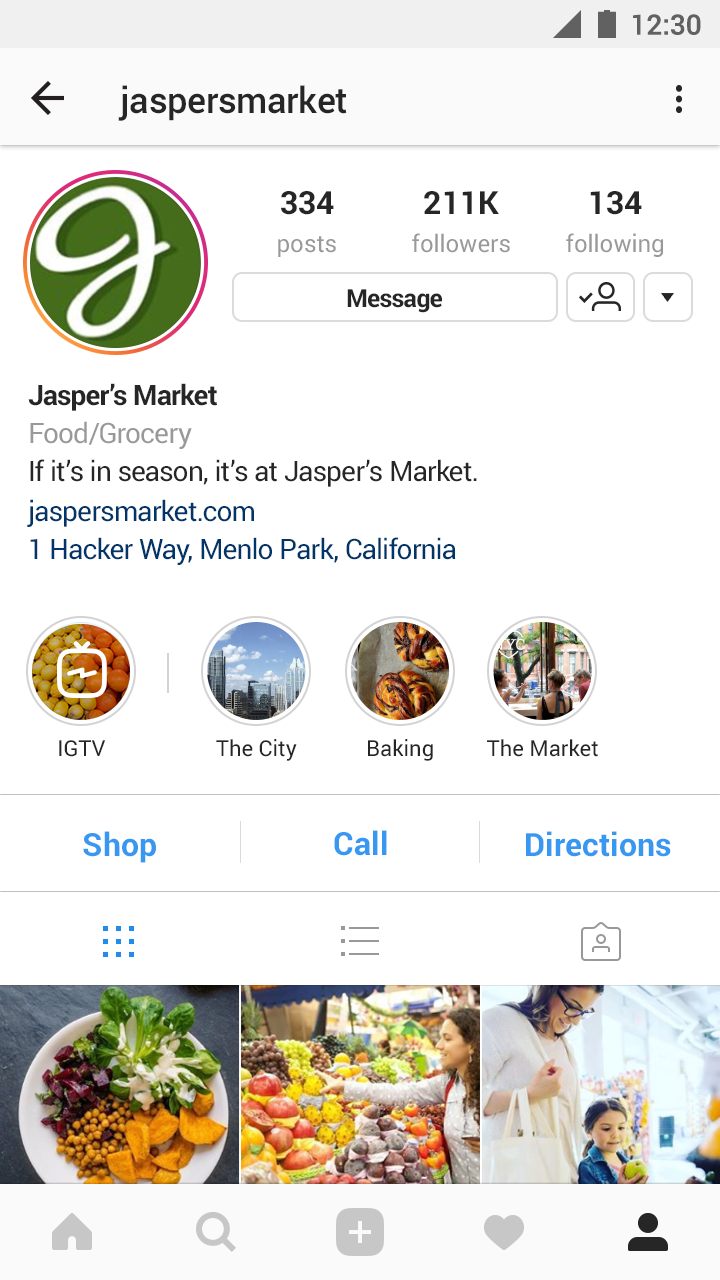 12:30
jaspersmarket
334 211K 134
posts followers following
Message
Jasper’s Market
Food/Grocery
If it’s in season, it’s at Jasper’s Market.
jaspersmarket.com
1 Hacker Way, Menlo Park, California
IGTV The City Baking The Market
Shop Call Directions